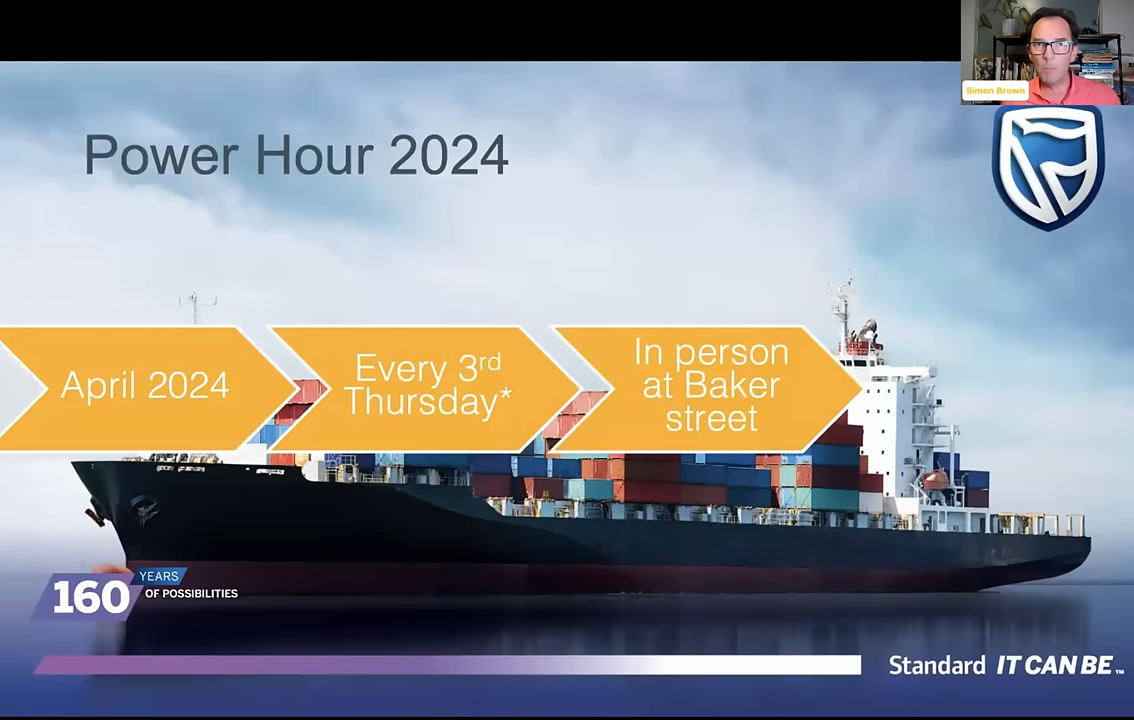 Simon Brown
Power Hour 2024
April 2024
Every 3rd
Thursday*
In person
at Baker
street
160
YEARS
OF POSSIBILITIES
Standard IT CAN BE™